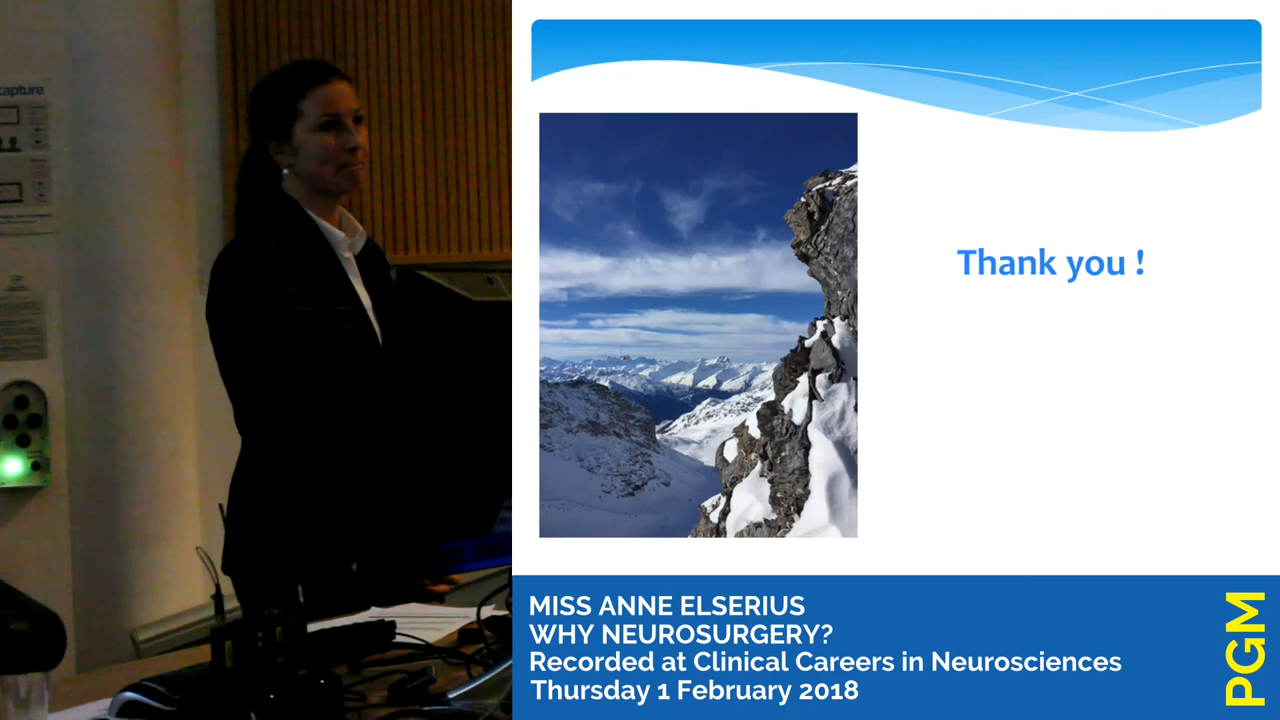 capture
Thank you !
MISS ANNE ELSERIUS
WHY NEUROSURGERY?
Recorded at Clinical Careers in Neurosciences
Thursday 1 February 2018
PGM